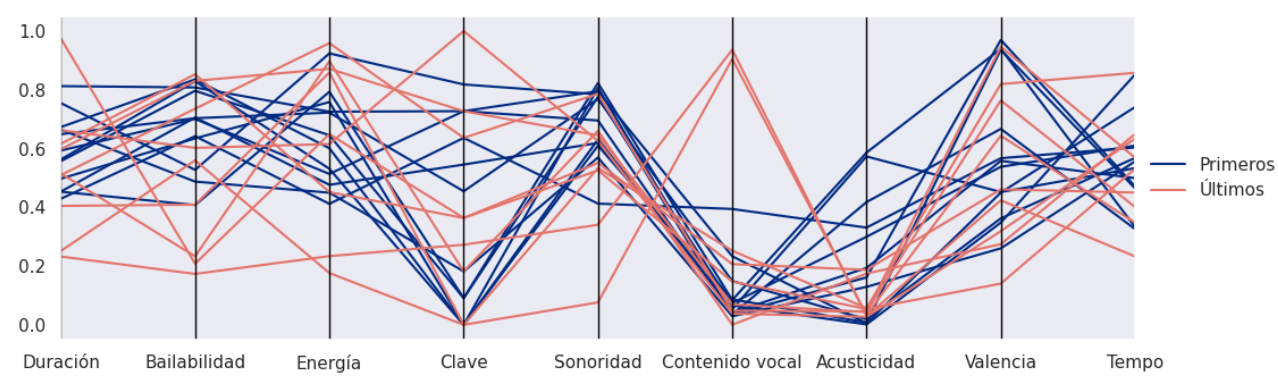 1.0
0.8
0.6
0.4
0.2
0.0
Duración Bailabilidad Energía Clave Sonoridad Contenido vocal Acusticidad Valencia Tempo
Primeros
Últimos